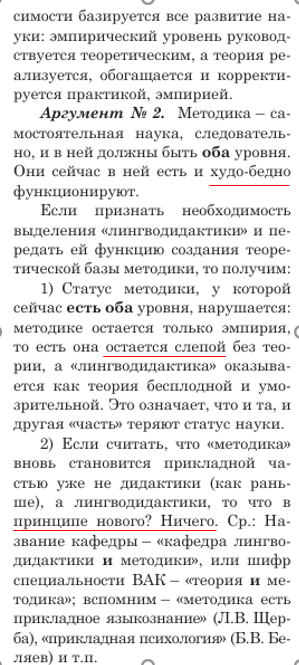 симости базируется все развитие на-
уки: эмпирический уровень руковод-
ствуется теоретическим, а теория ре-
ализуется, обогащается и корректи-
руется практикой, эмпирией.
Аргумент № 2. Методика – са-
мостоятельная наука, следователь-
но, и в ней должны быть оба уровня.
Они сейчас в ней есть и худо-бедно
функционируют.
Если признать необходимость
выделения «лингводидактики» и пе-
редать ей функцию создания теоре-
тической базы методики, то получим:
1) Статус методики, у которой
сейчас есть оба уровня, нарушается:
методике остается только эмпирия,
то есть она остается слепой без тео-
рии, а «лингводидактика» оказыва-
ется как теория бесплодной и умо-
зрительной. Это означает, что и та, и
другая «часть» теряют статус науки.
2) Если считать, что «методика»
вновь становится прикладной ча-
стью уже не дидактики (как рань-
ше), а лингводидактики, то что в
принципе нового? Ничего. Ср.: На-
звание кафедры – «кафедра лингво-
дидактики и методики», или шифр
специальности ВАК – «теория и ме-
тодика»; вспомним – «методика есть
прикладное языкознание» (Л.В. Щер-
ба), «прикладная психология» (Б.В. Бе-
ляев) и т.п.